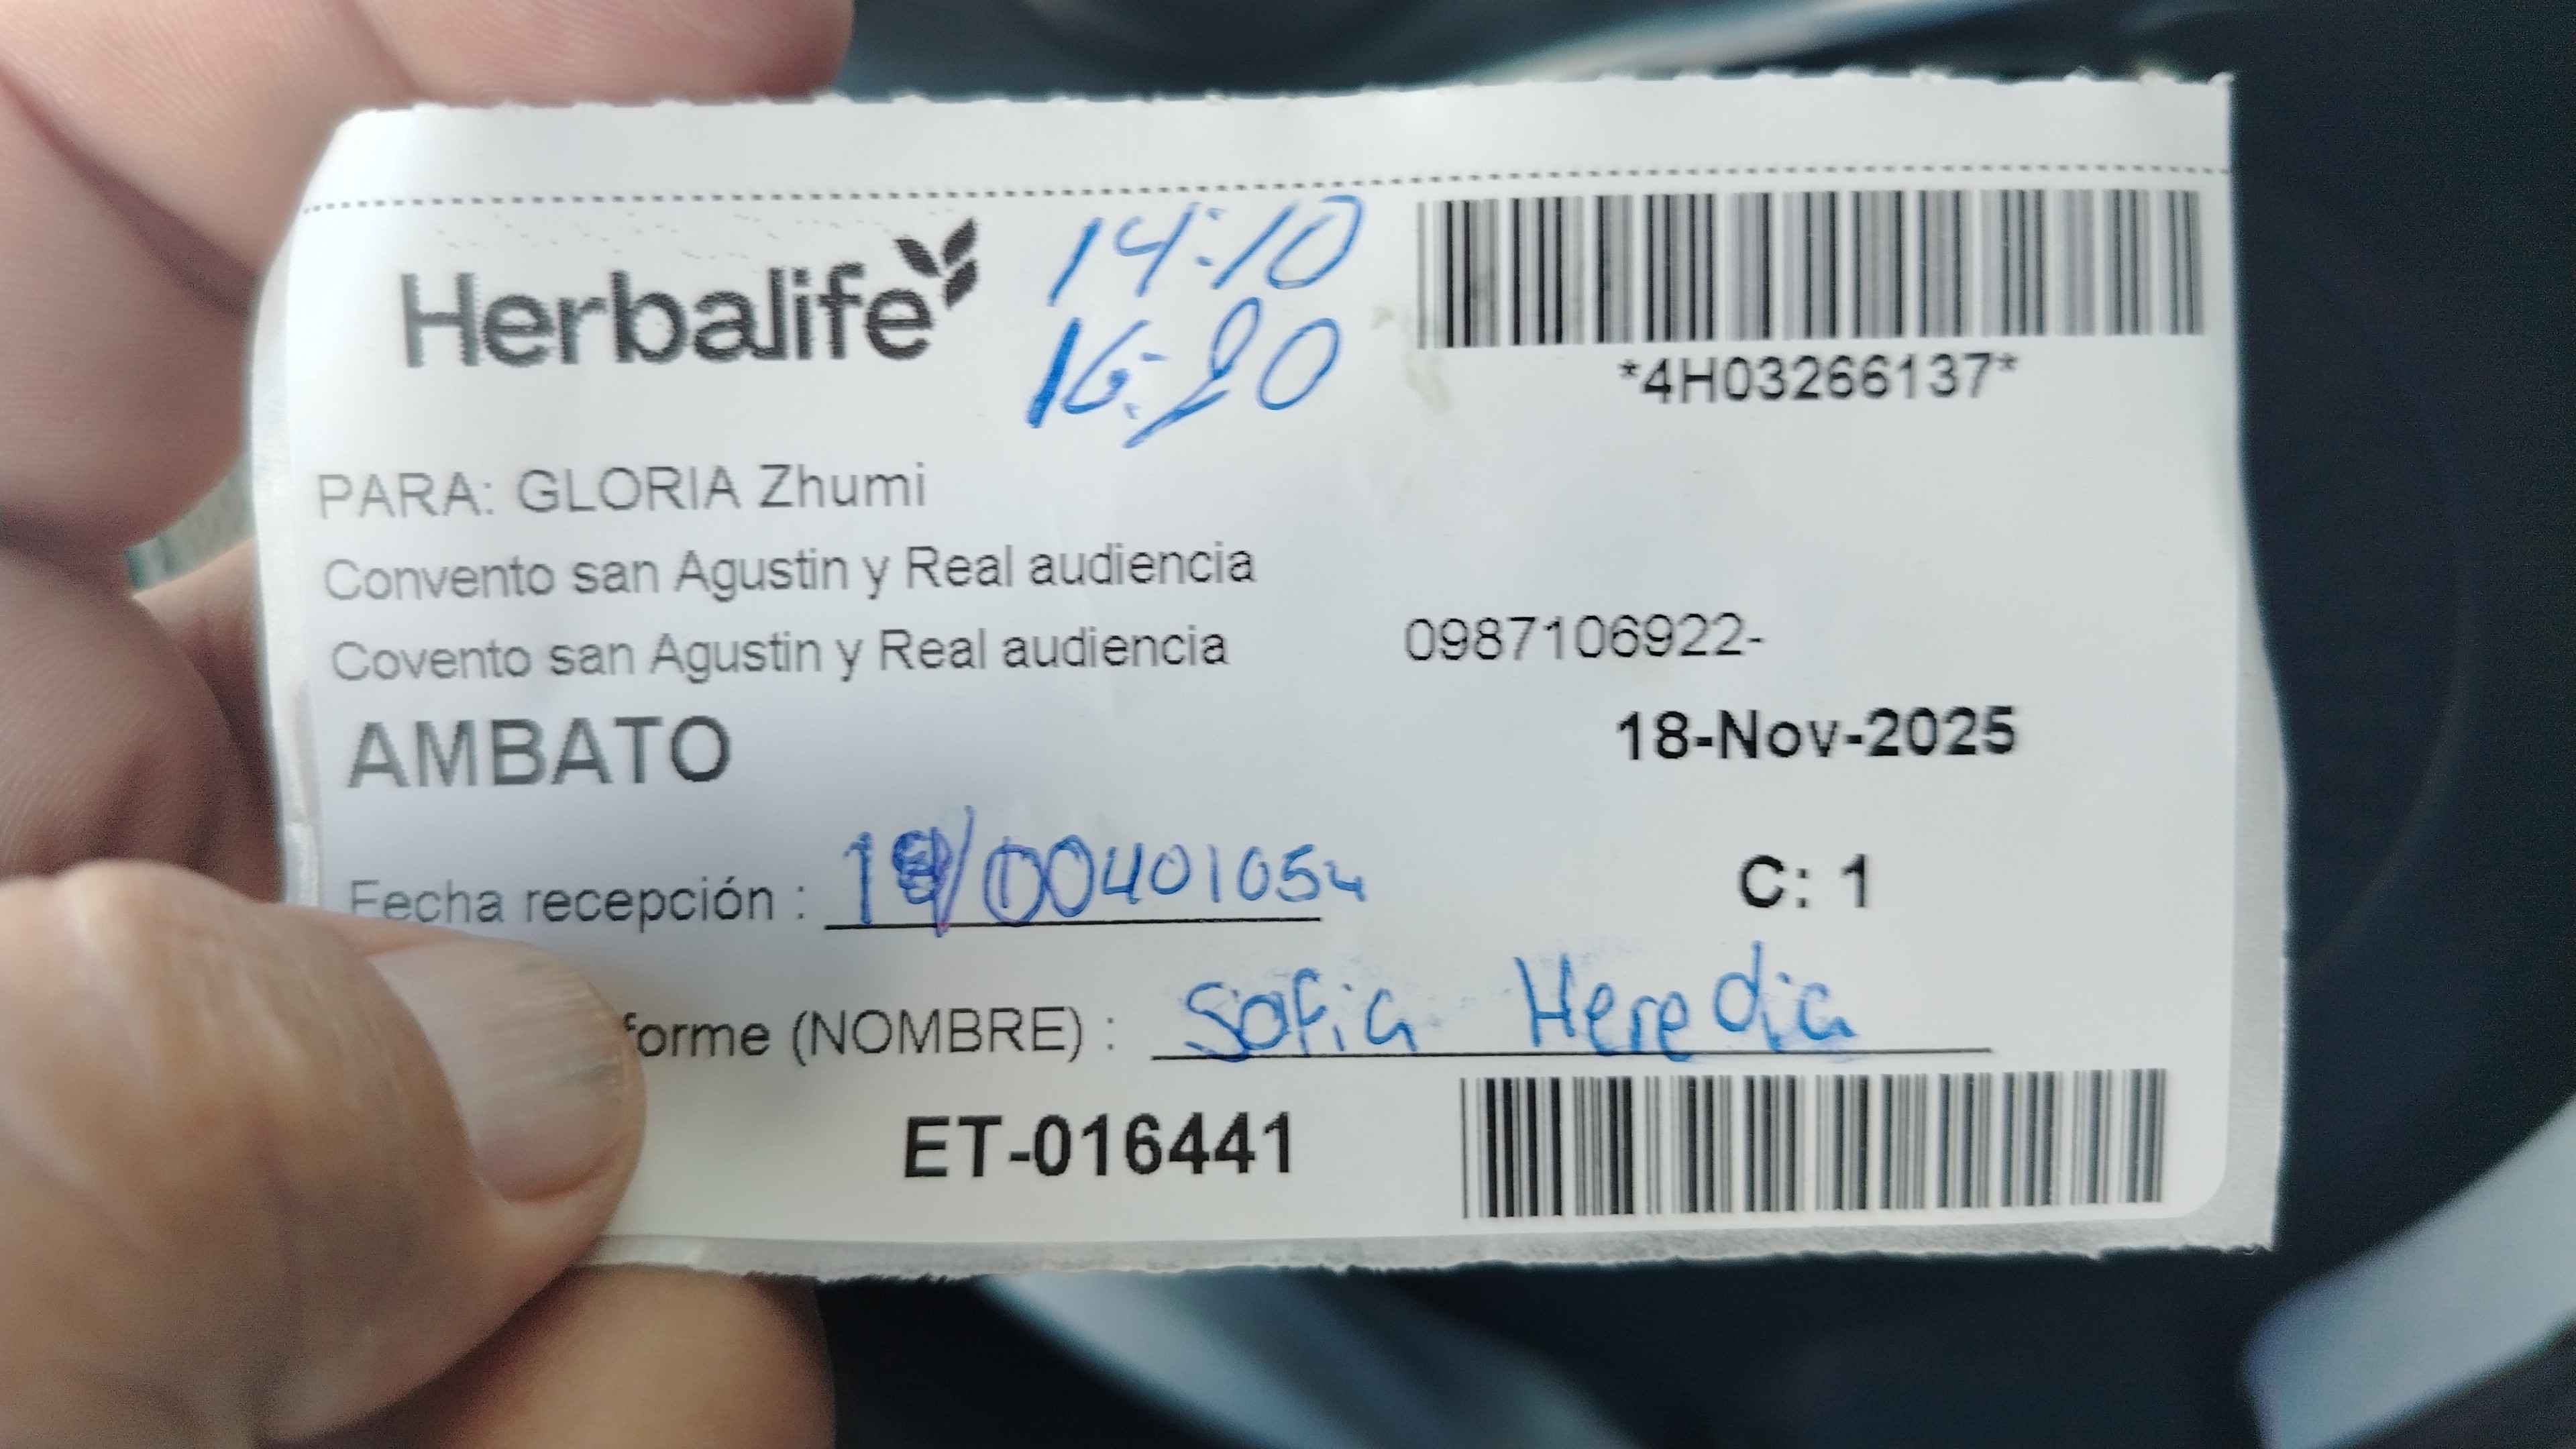 Herbalife
14:10
16:20
*4H03266137*
PARA: GLORIA Zhumi
Convento san Agustin y Real audiencia
Covento san Agustin y Real audiencia
0987106922-
AMBATO
18-Nov-2025
Fecha recepción :
C: 1
forme (NOMBRE) : Sofia Heredia
ET-016441